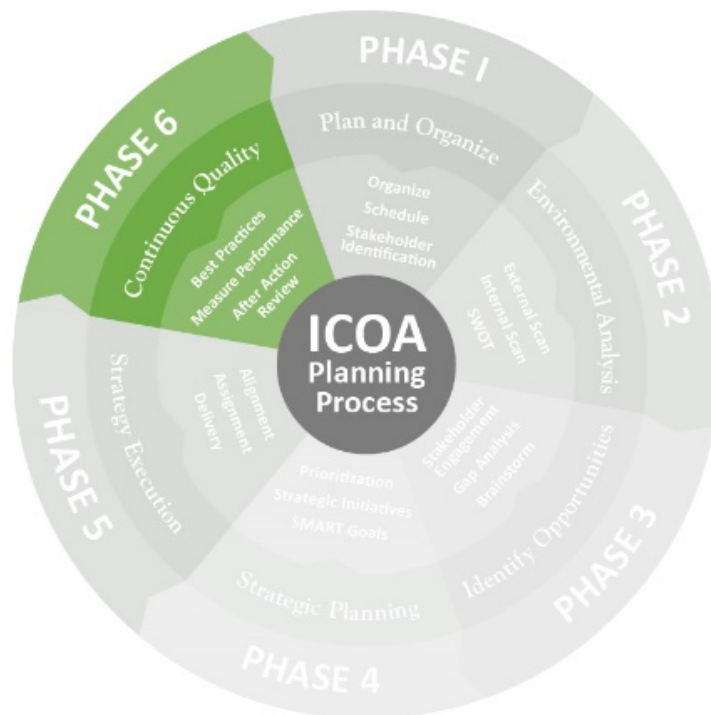 PHASE I
Plan and Organize
Organize
Schedule
Stakeholder
Identification
PHASE 2
Environmental Analysis
External Scan
Internal Scan
SWOT
PHASE 3
Identify Opportunities
Stakeholder
Engagement
Gap Analysis
Brainstorm
PHASE 4
Strategic Planning
Prioritization
Strategic Initiatives
SMART Goals
PHASE 5
Strategy Execution
Alignment
Assignment
Delivery
PHASE 6
Continuous Quality
Best Practices
Measure Performance
After Action
Review
ICOA
Planning
Process